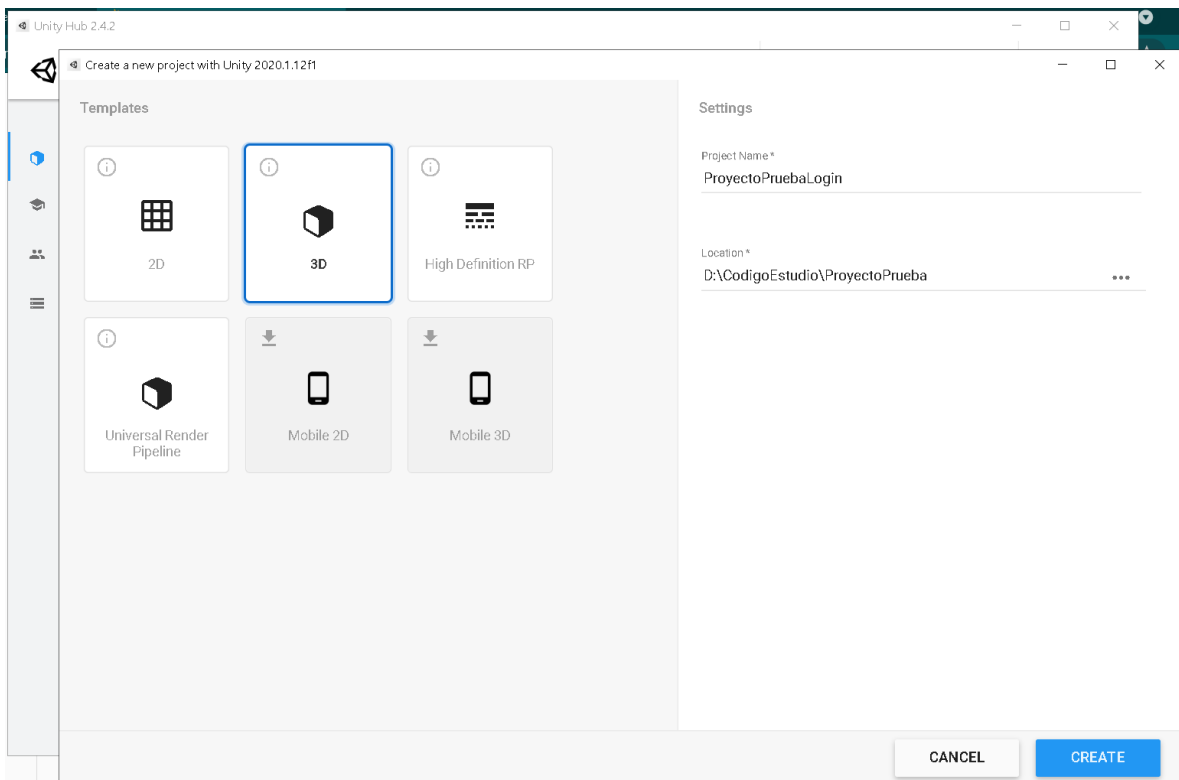 Unity Hub 2.4.2
Create a new project with Unity 2020.1.12f1
Templates
Settings
2D
3D
High Definition RP
Universal Render
Pipeline
Mobile 2D
Mobile 3D
Project Name *
ProyectoPruebaLogin
Location *
D:\CodigoEstudio\ProyectoPrueba
CANCEL
CREATE